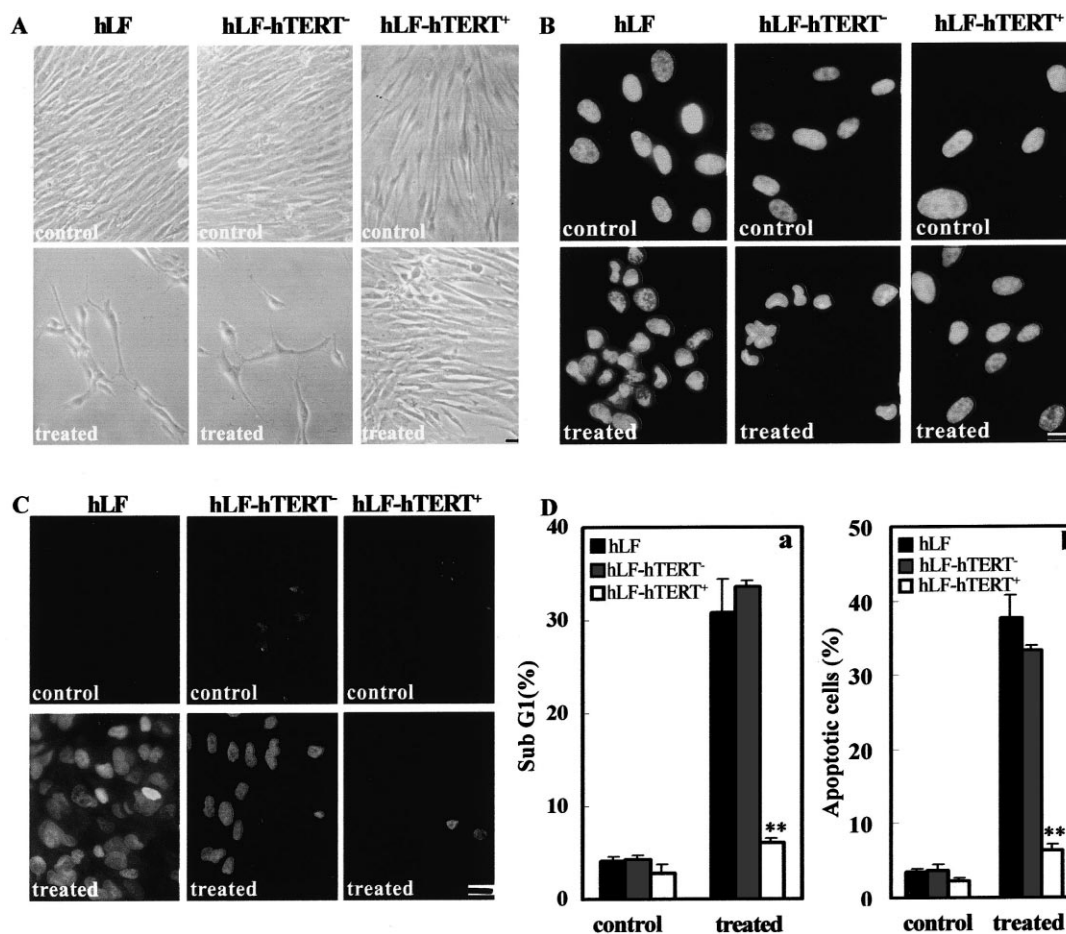 A hLF hLF-hTERT⁻ hLF-hTERT⁺
control control control
treated treated treated
B hLF hLF-hTERT⁻ hLF-hTERT⁺
control control control
treated treated treated
C hLF hLF-hTERT⁻ hLF-hTERT⁺
control control control
treated treated treated
D
a
hLF
hLF-hTERT⁻
hLF-hTERT⁺
Sub G1(%)
40
30
20
10
0
**
control treated
hLF
hLF-hTERT⁻
hLF-hTERT⁺
Apoptotic cells (%)
50
40
30
20
10
0
**
control treated